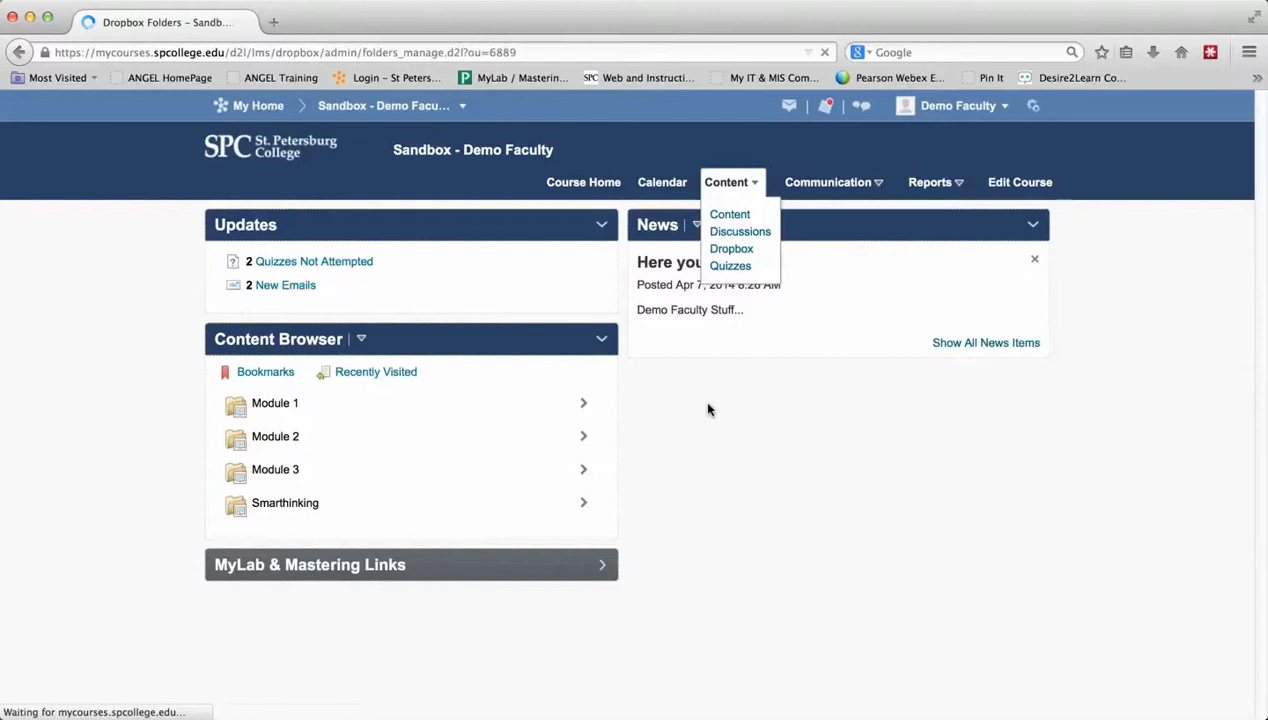 Dropbox Folders – Sandb...
https://mycourses.spcollege.edu/d2l/lms/dropbox/admin/folders_manage.d2l?ou=6889
Google
Most Visited
ANGEL HomePage
ANGEL Training
Login – St Peters...
MyLab / Masterin...
SPC Web and Instructi...
My IT & MIS Com...
Pearson Webex E...
Pin It
Desire2Learn Co...
My Home
Sandbox - Demo Facu...
Demo Faculty
SPC St. Petersburg College
Sandbox - Demo Faculty
Course Home
Calendar
Content
Communication
Reports
Edit Course
Content
Discussions
Dropbox
Quizzes
Updates
2 Quizzes Not Attempted
2 New Emails
Content Browser
Bookmarks
Recently Visited
Module 1
Module 2
Module 3
Smarthinking
MyLab & Mastering Links
News
Here you
Posted Apr 7, 2014 8:26 AM
Demo Faculty Stuff...
Show All News Items
Waiting for mycourses.spcollege.edu...